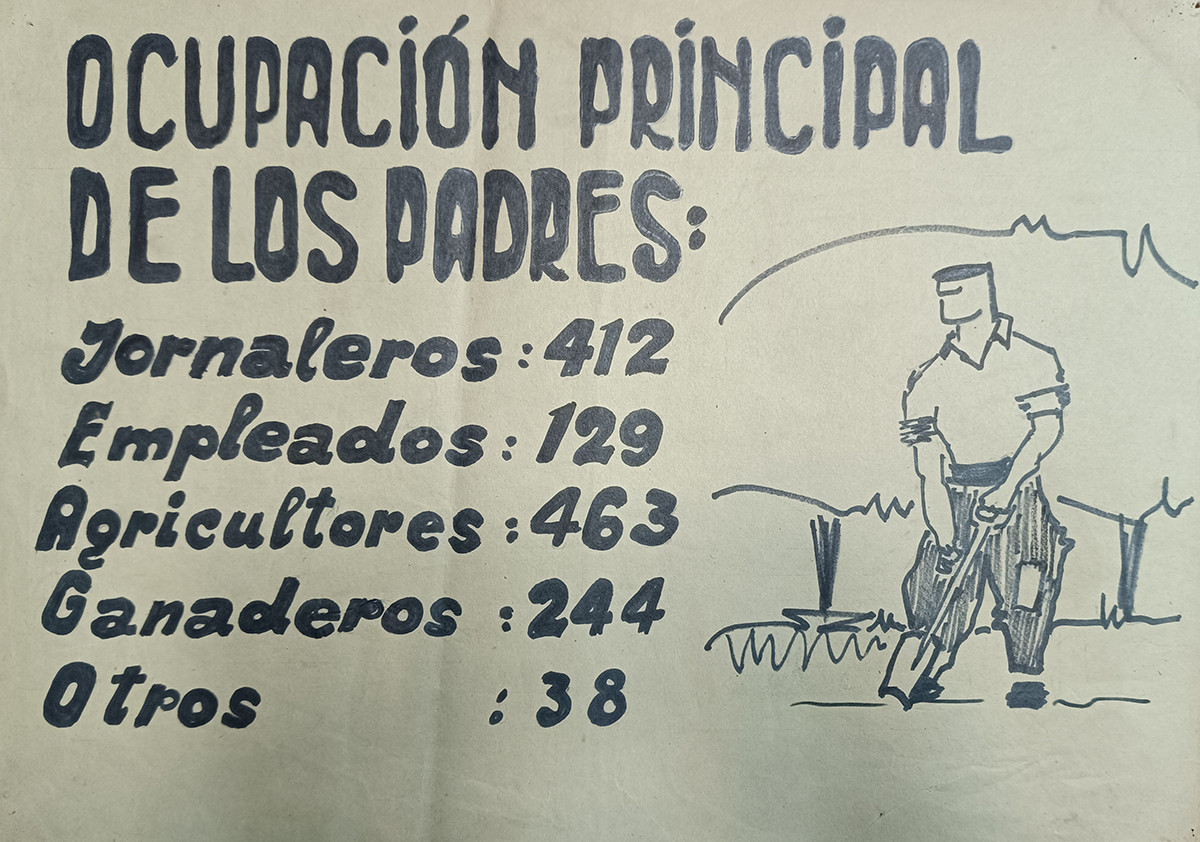 OCUPACIÓN PRINCIPAL
DE LOS PADRES:
Jornaleros : 412
Empleados : 129
Agricultores : 463
Ganaderos : 244
Otros : 38